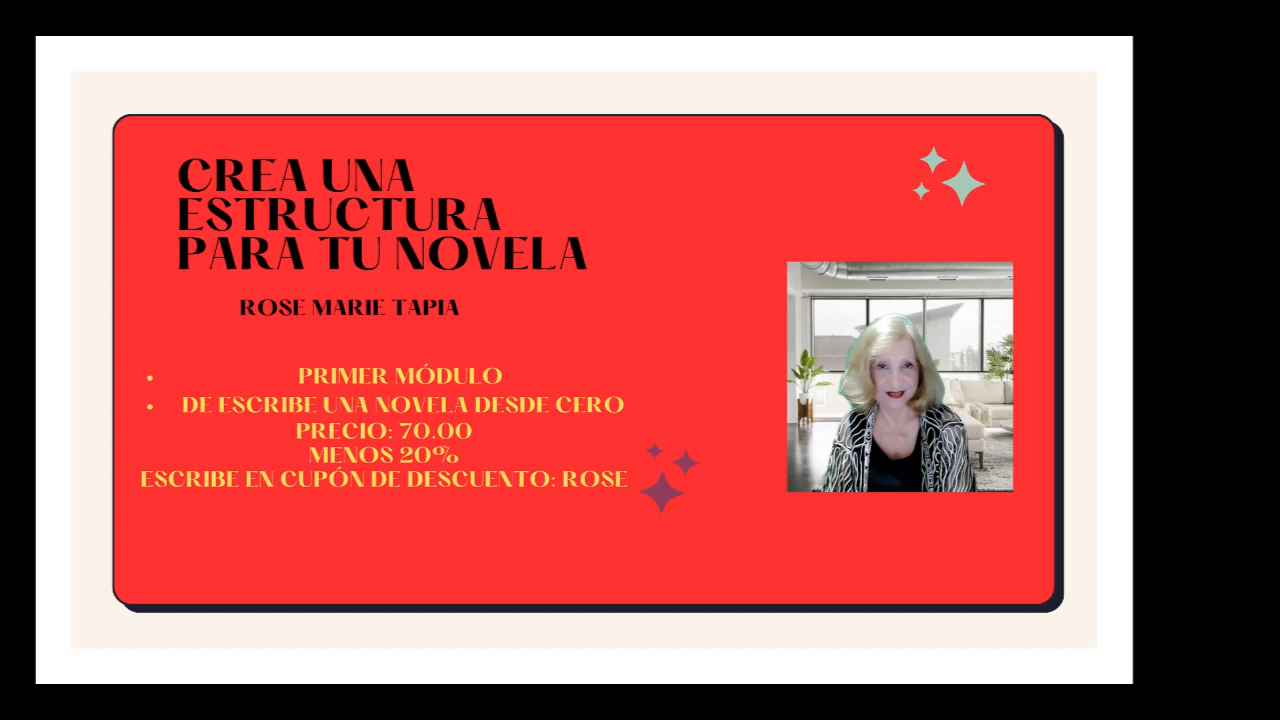 CREA UNA
ESTRUCTURA
PARA TU NOVELA
ROSE MARIE TAPIA
• PRIMER MÓDULO
• DE ESCRIBE UNA NOVELA DESDE CERO
PRECIO: 70.00
MENOS 20%
ESCRIBE EN CUPÓN DE DESCUENTO: ROSE